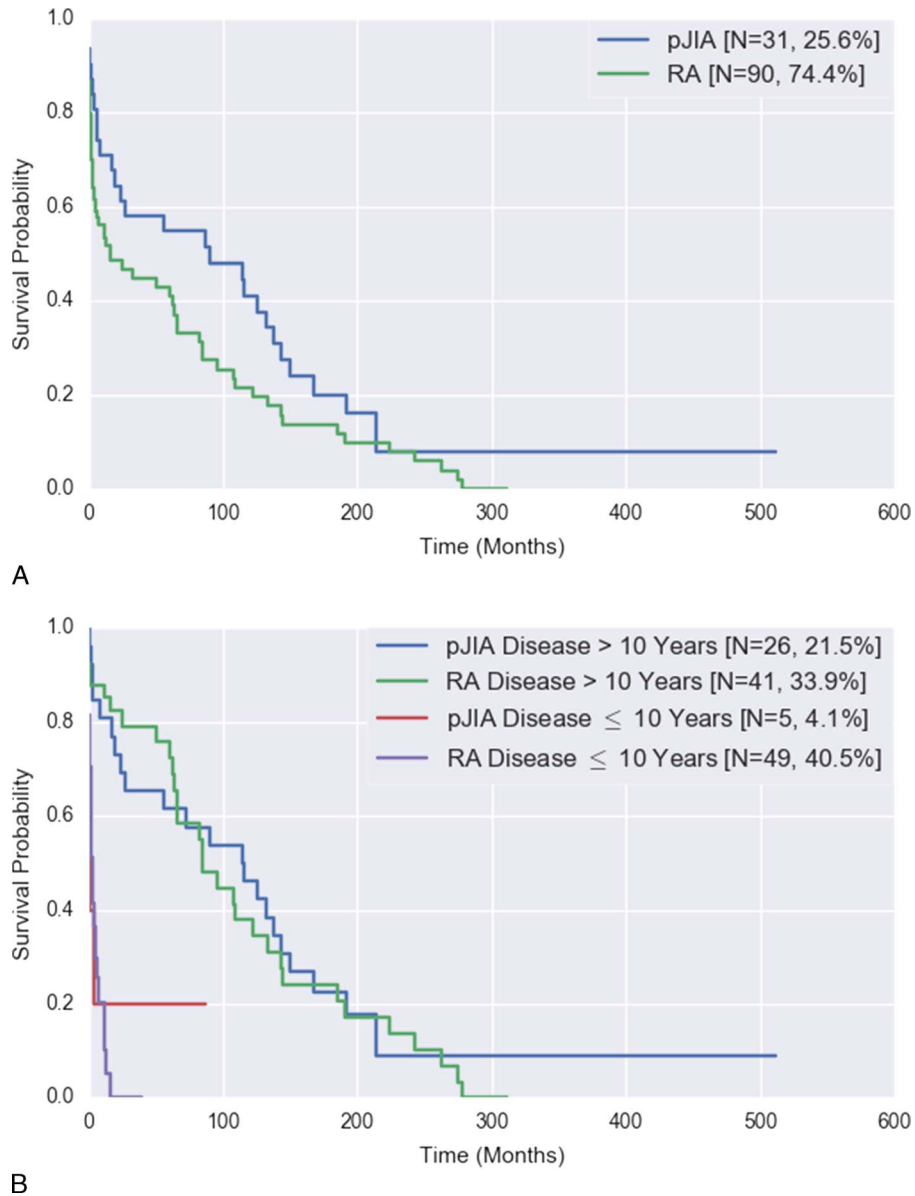 1.0
pJIA [N=31, 25.6%]
RA [N=90, 74.4%]
0.8
0.6
0.4
0.2
0.0
Survival Probability
0 100 200 300 400 500 600
Time (Months)
A
1.0
pJIA Disease > 10 Years [N=26, 21.5%]
RA Disease > 10 Years [N=41, 33.9%]
pJIA Disease ≤ 10 Years [N=5, 4.1%]
RA Disease ≤ 10 Years [N=49, 40.5%]
0.8
0.6
0.4
0.2
0.0
Survival Probability
0 100 200 300 400 500 600
Time (Months)
B